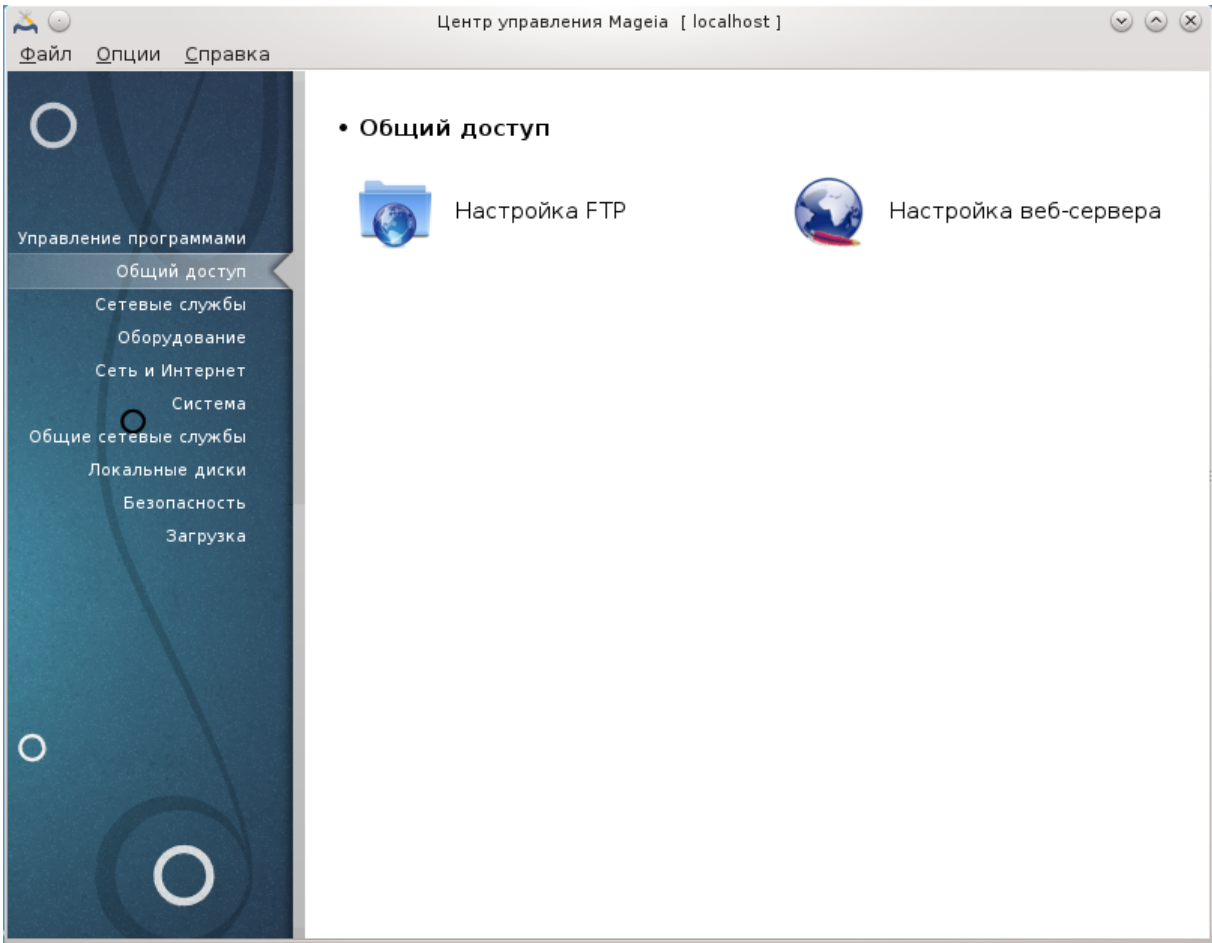 Центр управления Mageia [ localhost ]
Файл Опции Справка
• Общий доступ
Настройка FTP
Настройка веб-сервера
Управление программами
Общий доступ
Сетевые службы
Оборудование
Сеть и Интернет
Система
Общие сетевые службы
Локальные диски
Безопасность
Загрузка